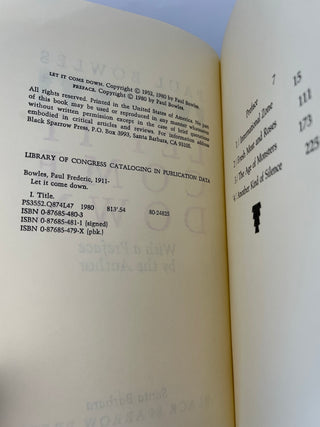 LET IT COME DOWN. Copyright © 1952, 1980 by Paul Bowles.
PREFACE. Copyright © 1980 by Paul Bowles.
All rights reserved. Printed in the United States of America. No part
of this book may be used or reproduced in any manner whatsoever
without written permission except in the case of brief quotations
embodied in critical articles and reviews. For information address
Black Sparrow Press, P.O. Box 3993, Santa Barbara, CA 93105.
LIBRARY OF CONGRESS CATALOGING IN PUBLICATION DATA
Bowles, Paul Frederic, 1911-
Let it come down.
I. Title.
PS3552.O874L47 1980 813'.54 80-24625
ISBN 0-87685-480-3
ISBN 0-87685-481-1 (signed)
ISBN 0-87685-479-X (pbk.)
Preface 7
1 International Zone 15
2 Fresh Meat and Roses 111
3 The Age of Monsters 173
4 Another Kind of Silence 225